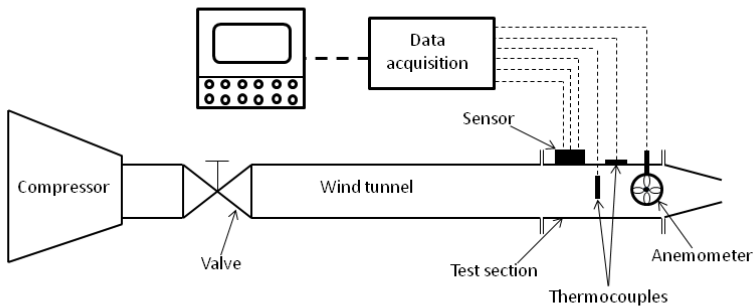 Data
acquisition
Sensor
Compressor
Wind tunnel
Valve
Test section
Anemometer
Thermocouples